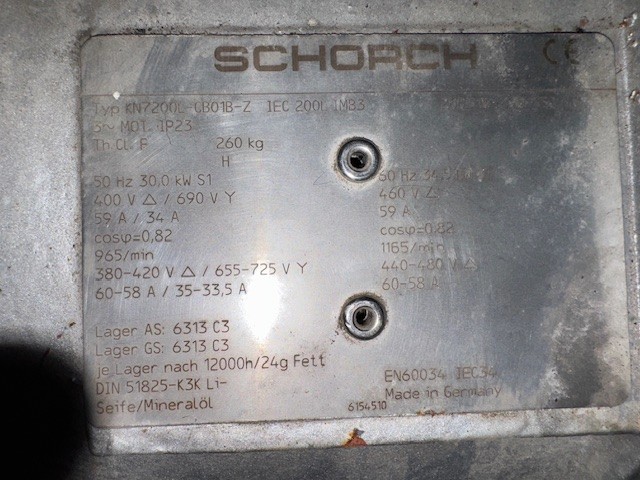 SCHORCH CE
Typ KN7200L-CB01B-Z IEC 200L IMB3
3~ MOT. IP23
Th.Cl. F 260 kg
H
50 Hz 30,0 kW S1
400 V △ / 690 V Y
59 A / 34 A
cosφ=0,82
965/min
380-420 V △ / 655-725 V Y
60-58 A / 35-33,5 A
60 Hz
460 V △
59 A
cosφ=0,82
1165/min
440-480 V △
60-58 A
Lager AS: 6313 C3
Lager GS: 6313 C3
je Lager nach 12000h/24g Fett
DIN 51825-K3K Li-
Seife/Mineralöl
6154510
EN60034 IEC34
Made in Germany